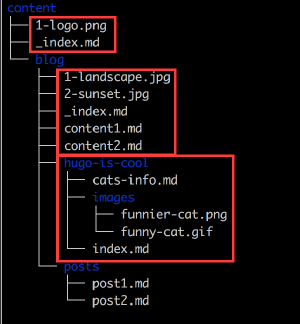 content
1-logo.png
_index.md
blog
1-landscape.jpg
2-sunset.jpg
_index.md
content1.md
content2.md
hugo-is-cool
cats-info.md
images
funnier-cat.png
funny-cat.gif
index.md
posts
post1.md
post2.md